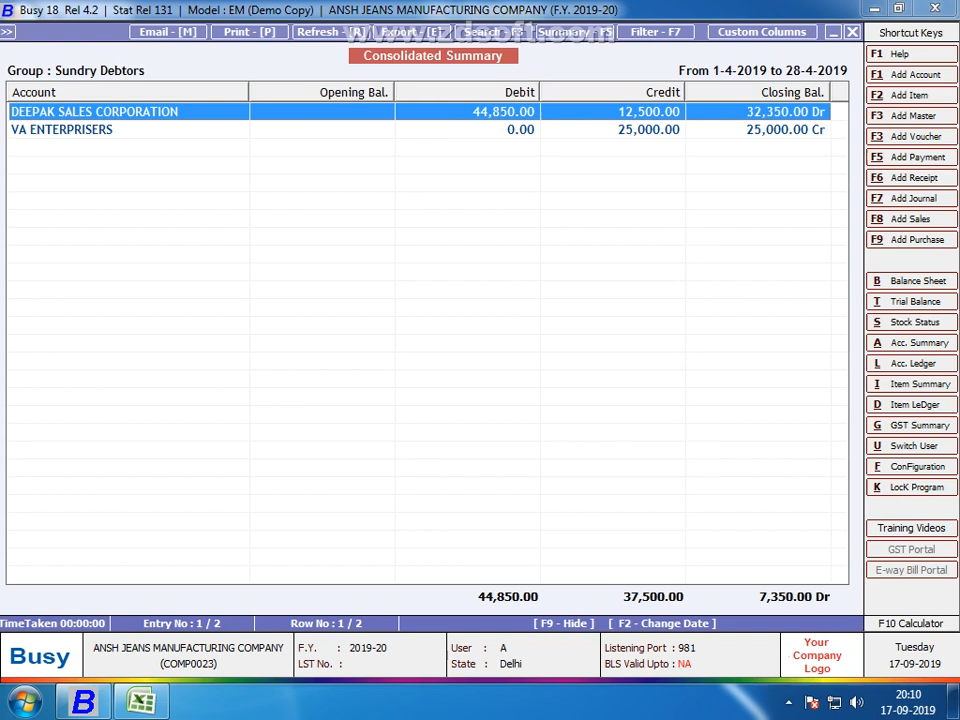 B Busy 18 Rel 4.2 | Stat Rel 131 | Model : EM (Demo Copy) | ANSH JEANS MANUFACTURING COMPANY (F.Y. 2019-20)
>> Email - [M] Print - [P] Refresh - [R] Export - [E] Search - F3 Summary - F5 Filter - F7 Custom Columns
Consolidated Summary
Group : Sundry Debtors From 1-4-2019 to 28-4-2019
Account Opening Bal. Debit Credit Closing Bal.
DEEPAK SALES CORPORATION 44,850.00 12,500.00 32,350.00 Dr
VA ENTERPRISERS 0.00 25,000.00 25,000.00 Cr
44,850.00 37,500.00 7,350.00 Dr
Shortcut Keys
F1 Help
F1 Add Account
F2 Add Item
F3 Add Master
F3 Add Voucher
F5 Add Payment
F6 Add Receipt
F7 Add Journal
F8 Add Sales
F9 Add Purchase
B Balance Sheet
T Trial Balance
S Stock Status
A Acc. Summary
L Acc. Ledger
I Item Summary
D Item LeDger
G GST Summary
U Switch User
F ConFiguration
K LocK Program
Training Videos
GST Portal
E-way Bill Portal
TimeTaken 00:00:00 Entry No : 1 / 2 Row No : 1 / 2 [ F9 - Hide ] [ F2 - Change Date ] F10 Calculator
Busy
ANSH JEANS MANUFACTURING COMPANY
(COMP0023)
F.Y. : 2019-20
LST No. :
User : A
State : Delhi
Listening Port : 981
BLS Valid Upto : NA
Your
Company
Logo
Tuesday
17-09-2019
B
20:10
17-09-2019